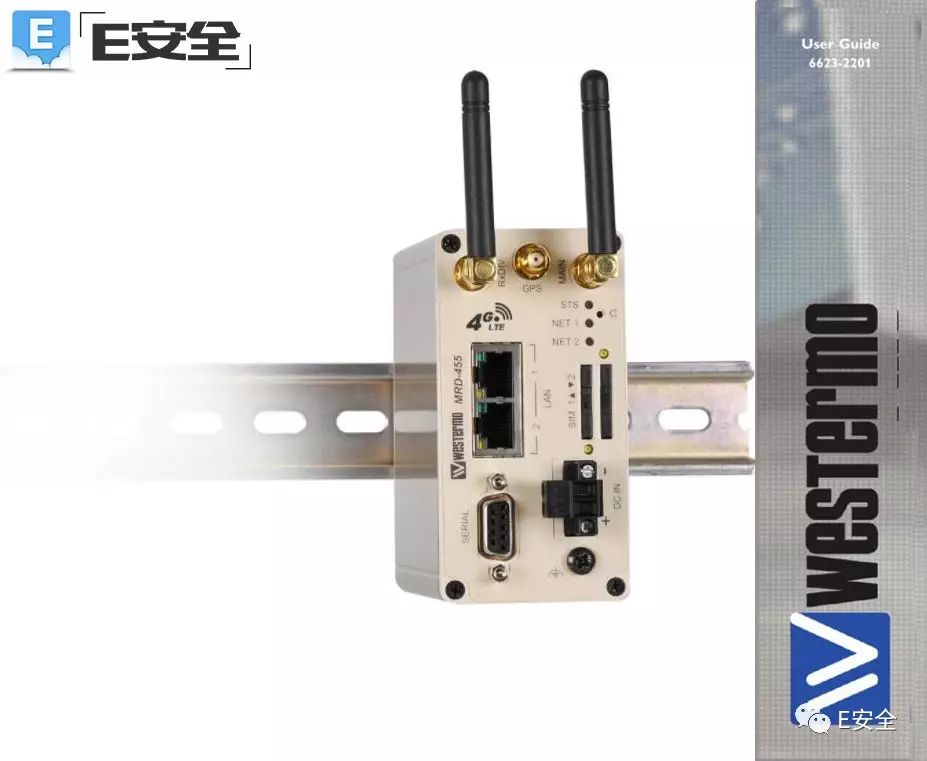 E
E安全
User Guide
6623-2201
RxDIV
GPS
MAIN
4G
LTE
STS
C
NET 1
NET 2
MRD-455
westermo
1
LAN
2
SIM 1 ▲ ▼ 2
SERIAL
-
DC IN
+
westermo
E安全